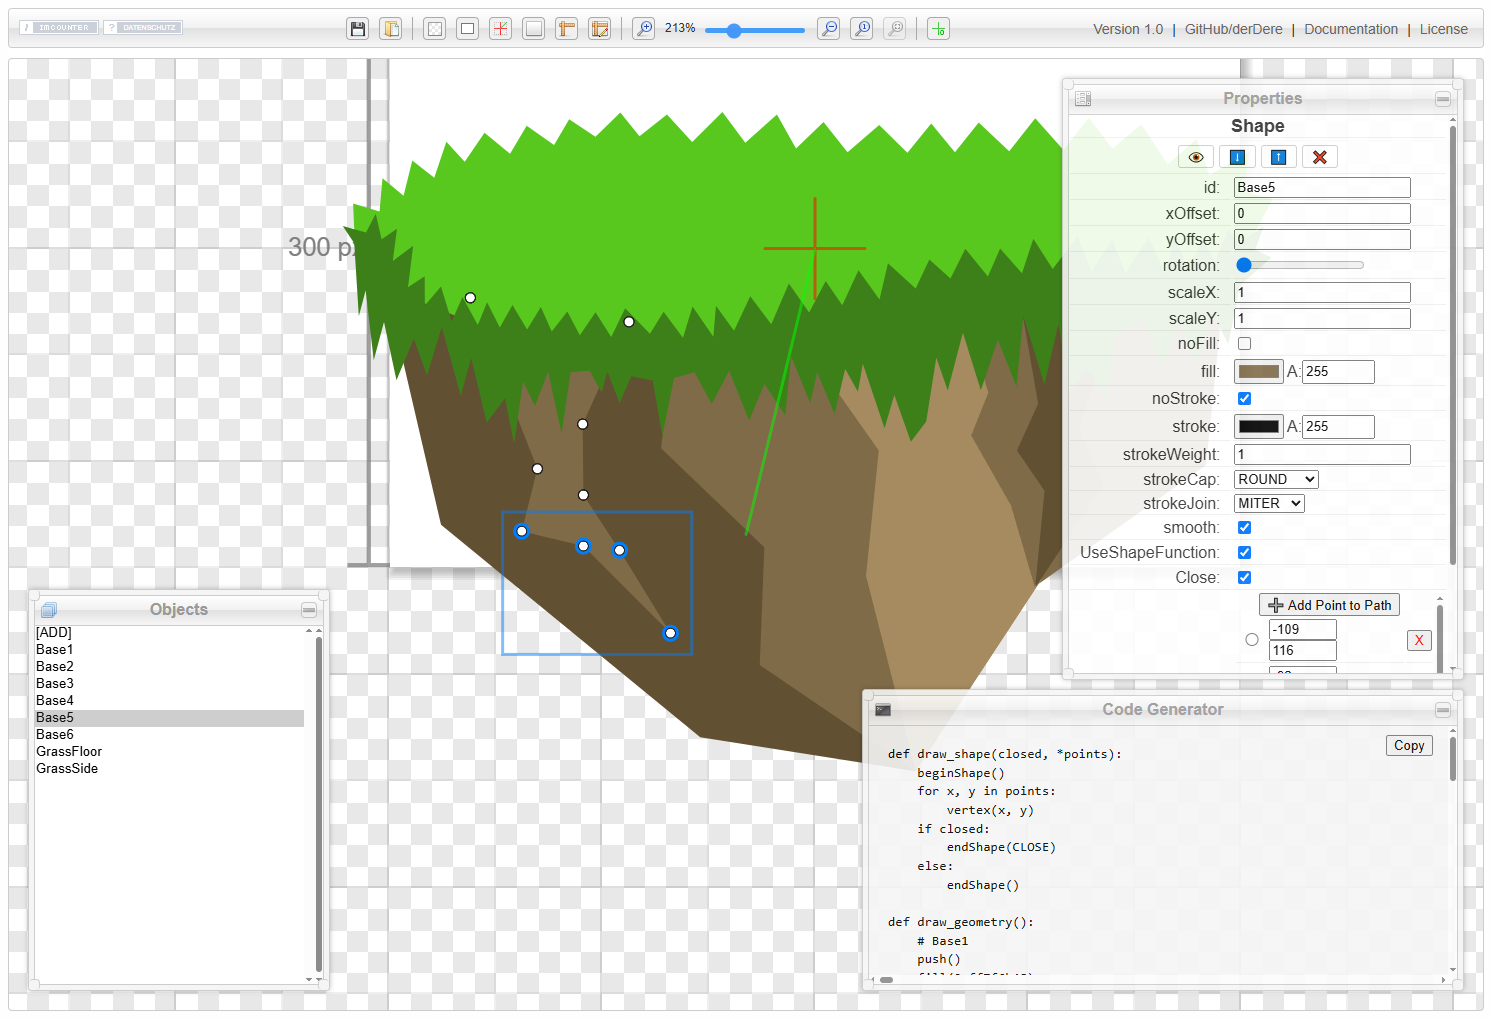 i IMCOUNTER
? DATENSCHUTZ
213%
Version 1.0 | GitHub/derDere | Documentation | License
300 px
Properties
Shape
id: Base5
xOffset: 0
yOffset: 0
rotation:
scaleX: 1
scaleY: 1
noFill:
fill: A: 255
noStroke:
stroke: A: 255
strokeWeight: 1
strokeCap: ROUND
strokeJoin: MITER
smooth:
UseShapeFunction:
Close:
Add Point to Path
-109
116
X
Objects
[ADD]
Base1
Base2
Base3
Base4
Base5
Base6
GrassFloor
GrassSide
Code Generator
Copy
def draw_shape(closed, *points):
beginShape()
for x, y in points:
vertex(x, y)
if closed:
endShape(CLOSE)
else:
endShape()
def draw_geometry():
# Base1
push()